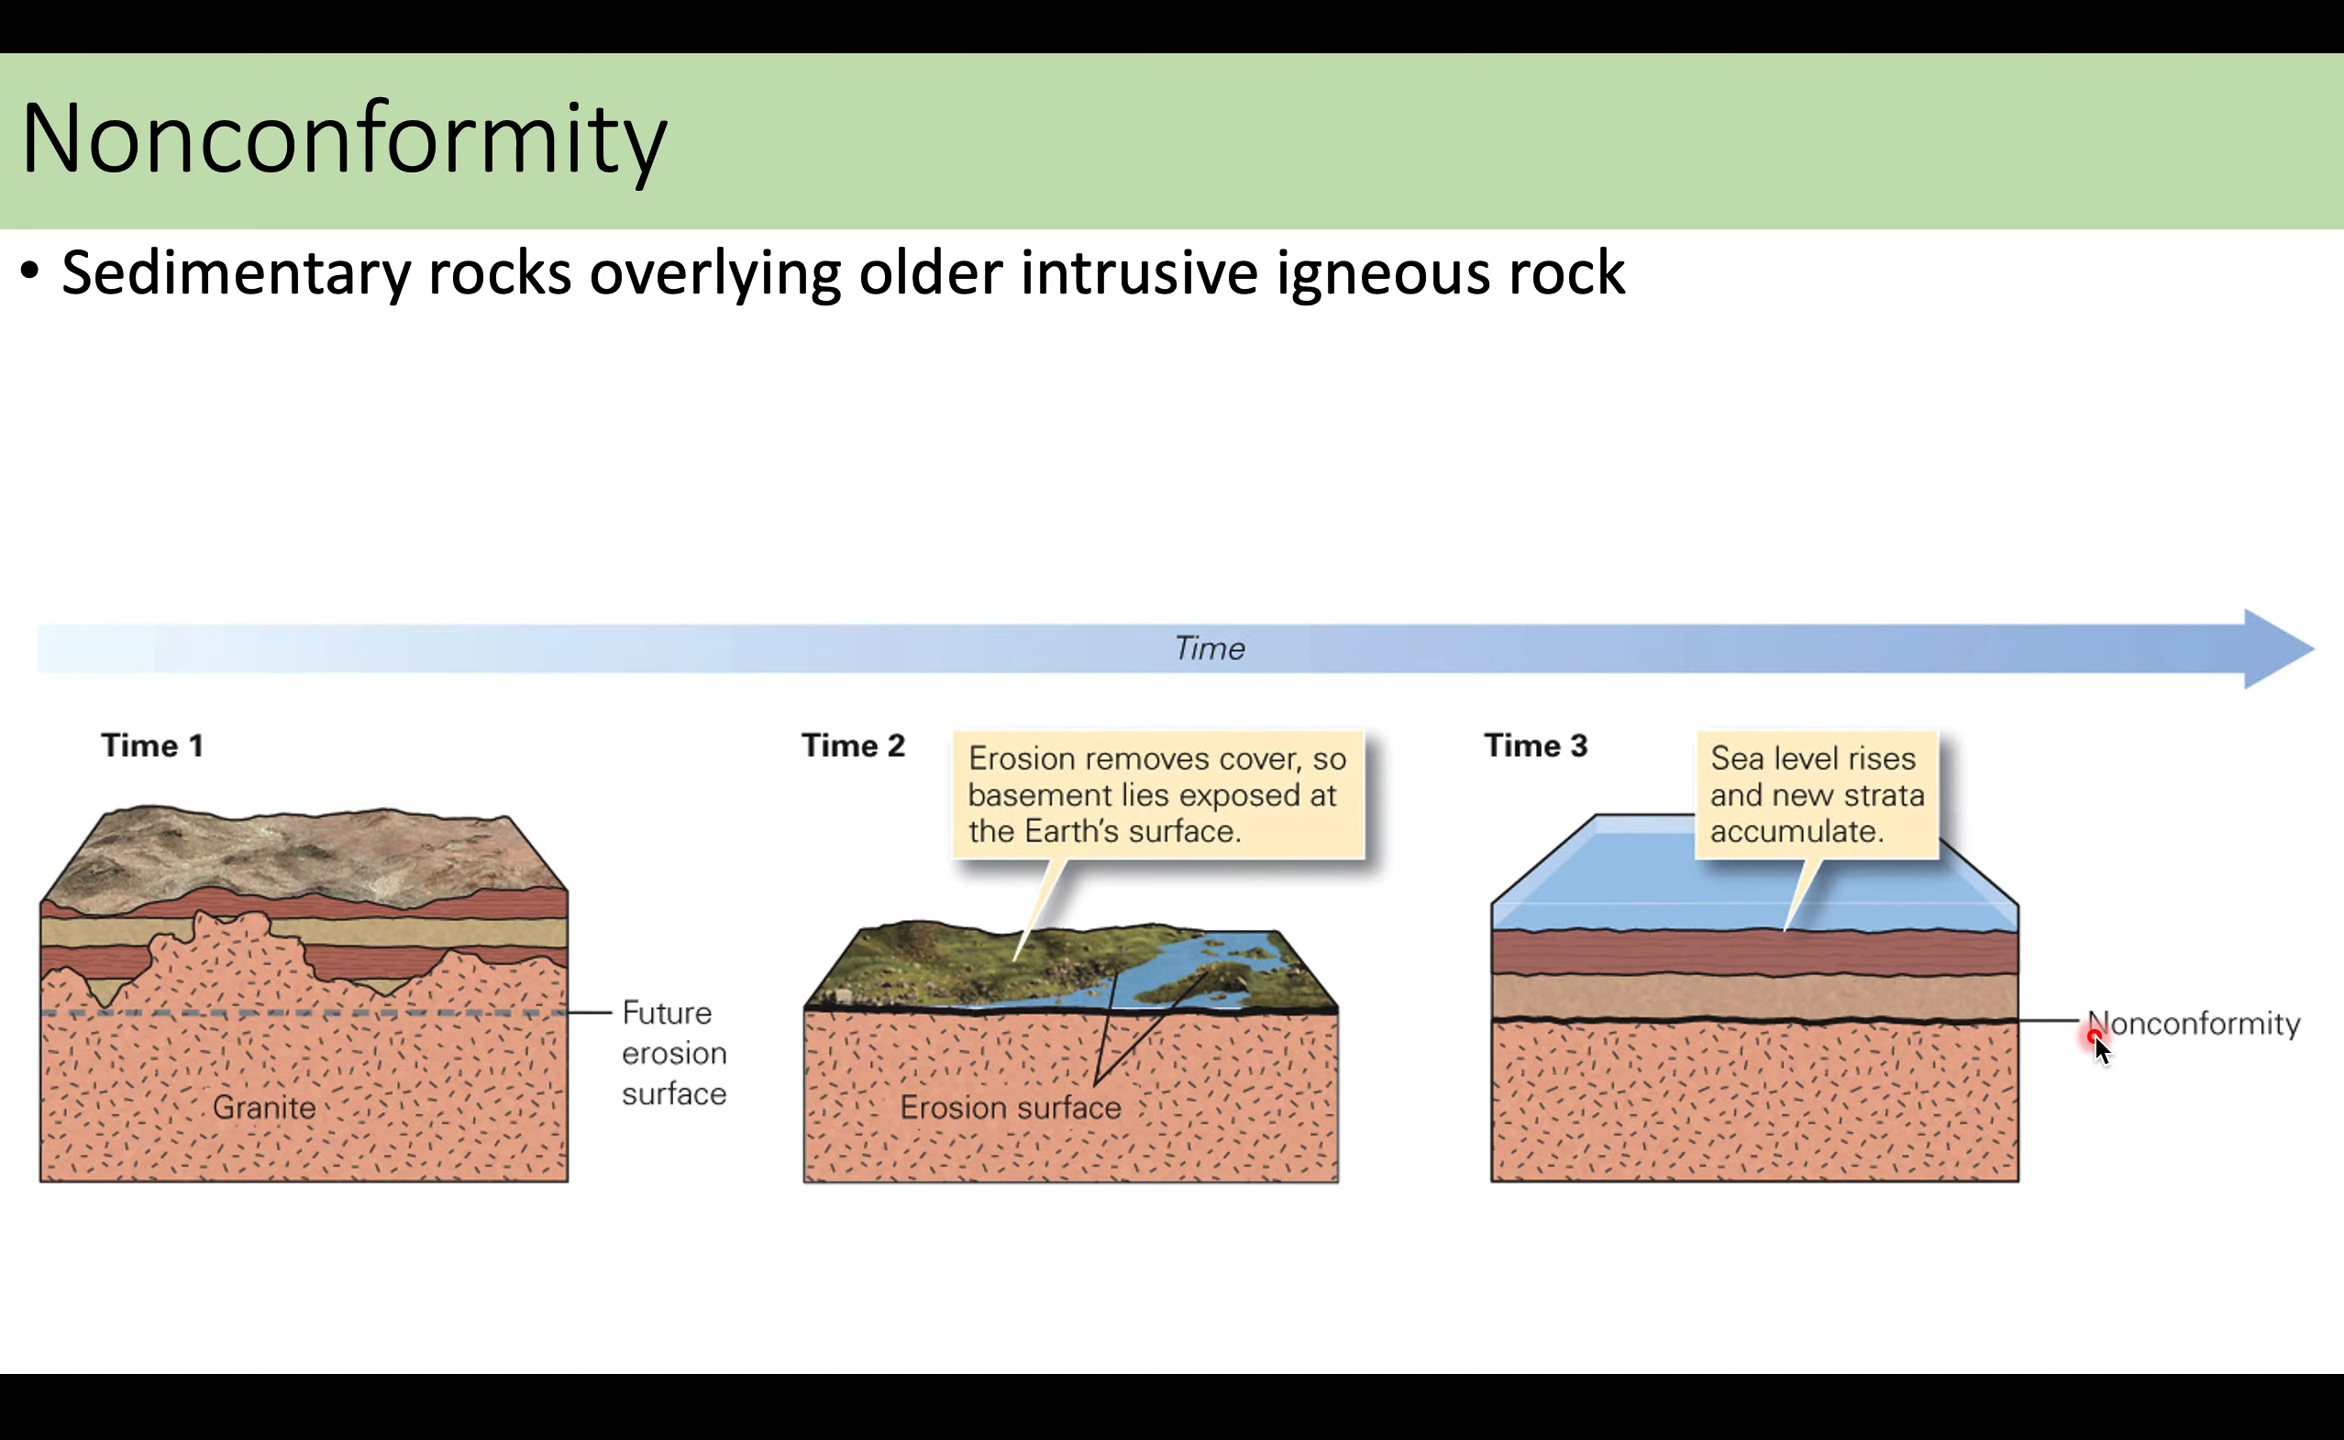 Nonconformity
• Sedimentary rocks overlying older intrusive igneous rock
Time
Time 1
Granite
Future
erosion
surface
Time 2
Erosion removes cover, so
basement lies exposed at
the Earth's surface.
Erosion surface
Time 3
Sea level rises
and new strata
accumulate.
Nonconformity